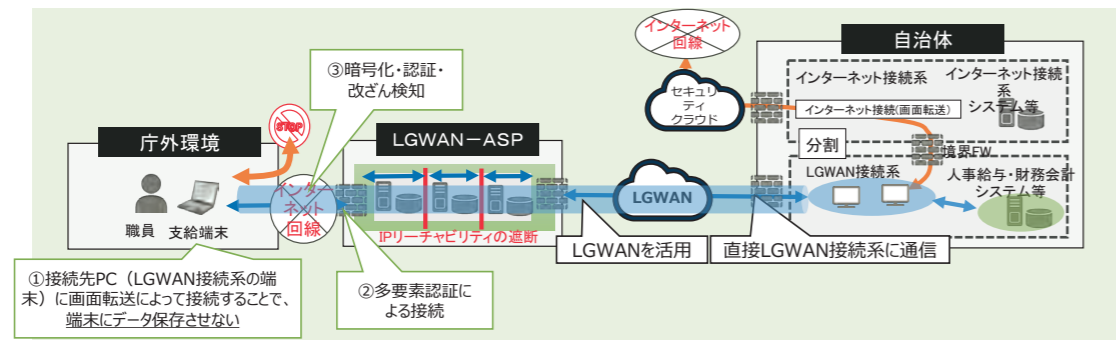 インターネット
回線
自治体
③暗号化・認証・
改ざん検知
セキュリ
ティ
クラウド
インターネット接続系
インターネット接続
系
システム等
インターネット接続(画面転送)
STOP
庁外環境
LGWAN－ASP
分割
境界FW
LGWAN接続系
人事給与・財務会計
システム等
インター
ネット
回線
LGWAN
職員
支給端末
IPリーチャビリティの遮断
LGWANを活用
直接LGWAN接続系に通信
①接続先PC（LGWAN接続系の端
末）に画面転送によって接続することで、
端末にデータ保存させない
②多要素認証に
よる接続